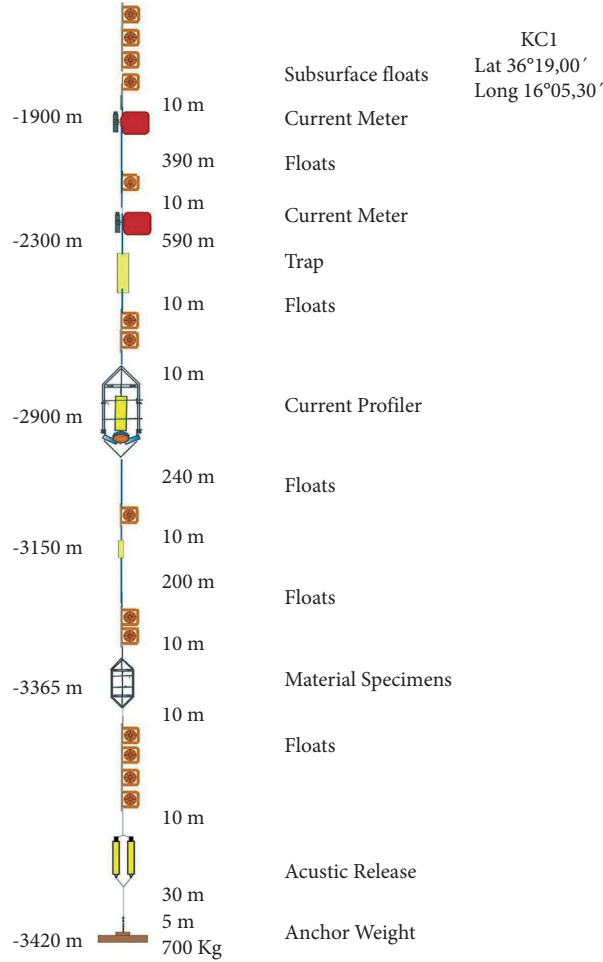 KC1
Lat 36°19,00´
Long 16°05,30´
Subsurface floats
10 m
-1900 m
Current Meter
390 m
Floats
10 m
Current Meter
-2300 m
590 m
Trap
10 m
Floats
10 m
-2900 m
Current Profiler
240 m
Floats
10 m
-3150 m
200 m
Floats
10 m
-3365 m
Material Specimens
10 m
Floats
10 m
Acustic Release
30 m
5 m
-3420 m
Anchor Weight
700 Kg